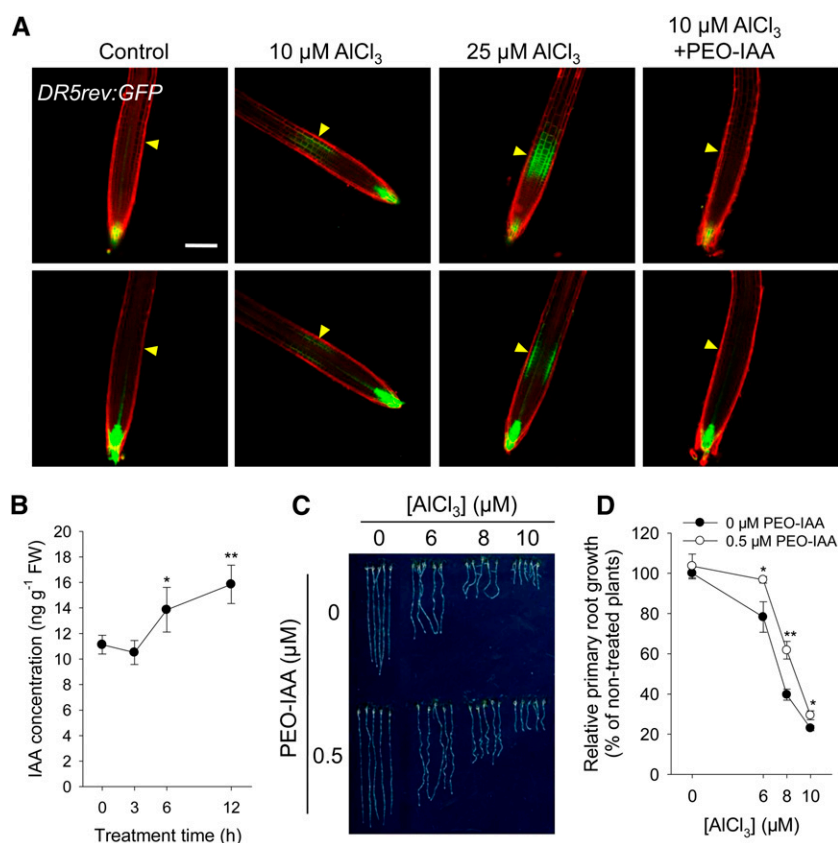 A
Control
10 µM AlCl₃
25 µM AlCl₃
10 µM AlCl₃
+PEO-IAA
DR5rev:GFP
B
IAA concentration (ng g⁻¹ FW)
20
18
16
14
12
10
8
6
4
2
0
*
**
0 3 6 12
Treatment time (h)
C
[AlCl₃] (µM)
0 6 8 10
PEO-IAA (µM)
0
0.5
D
0 µM PEO-IAA
0.5 µM PEO-IAA
Relative primary root growth
(% of non-treated plants)
120
100
80
60
40
20
0
*
**
*
0 6 8 10
[AlCl₃] (µM)